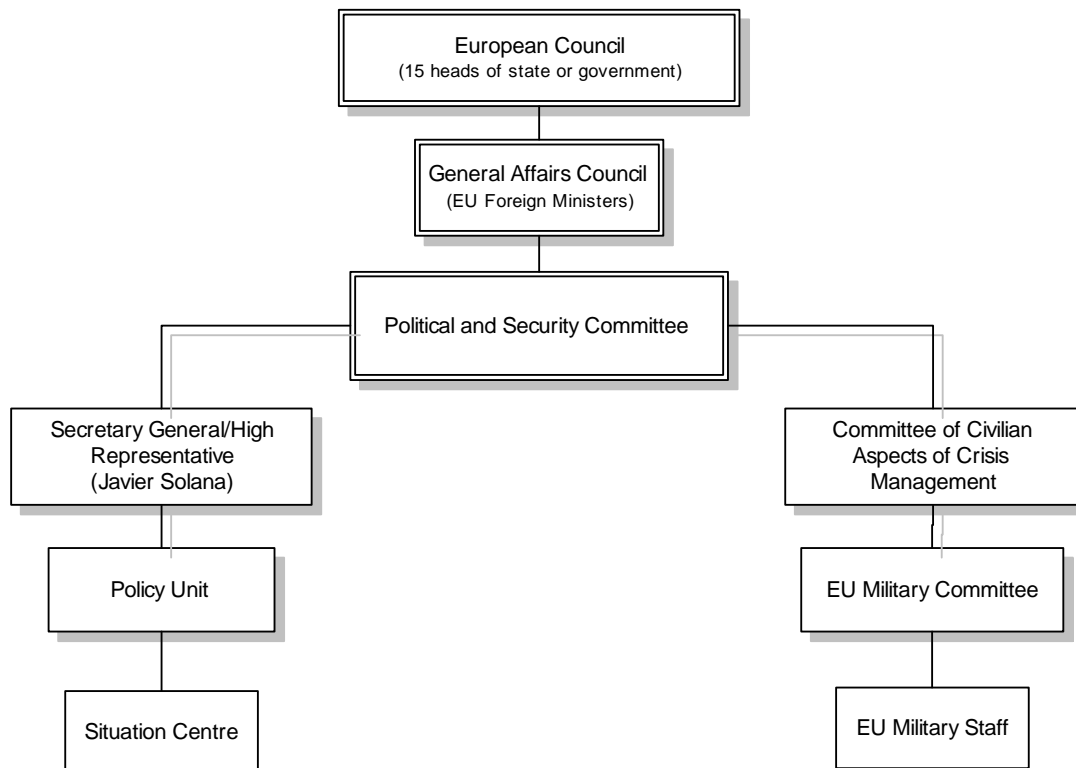 European Council
(15 heads of state or government)
General Affairs Council
(EU Foreign Ministers)
Political and Security Committee
Secretary General/High
Representative
(Javier Solana)
Committee of Civilian
Aspects of Crisis
Management
Policy Unit
EU Military Committee
Situation Centre
EU Military Staff